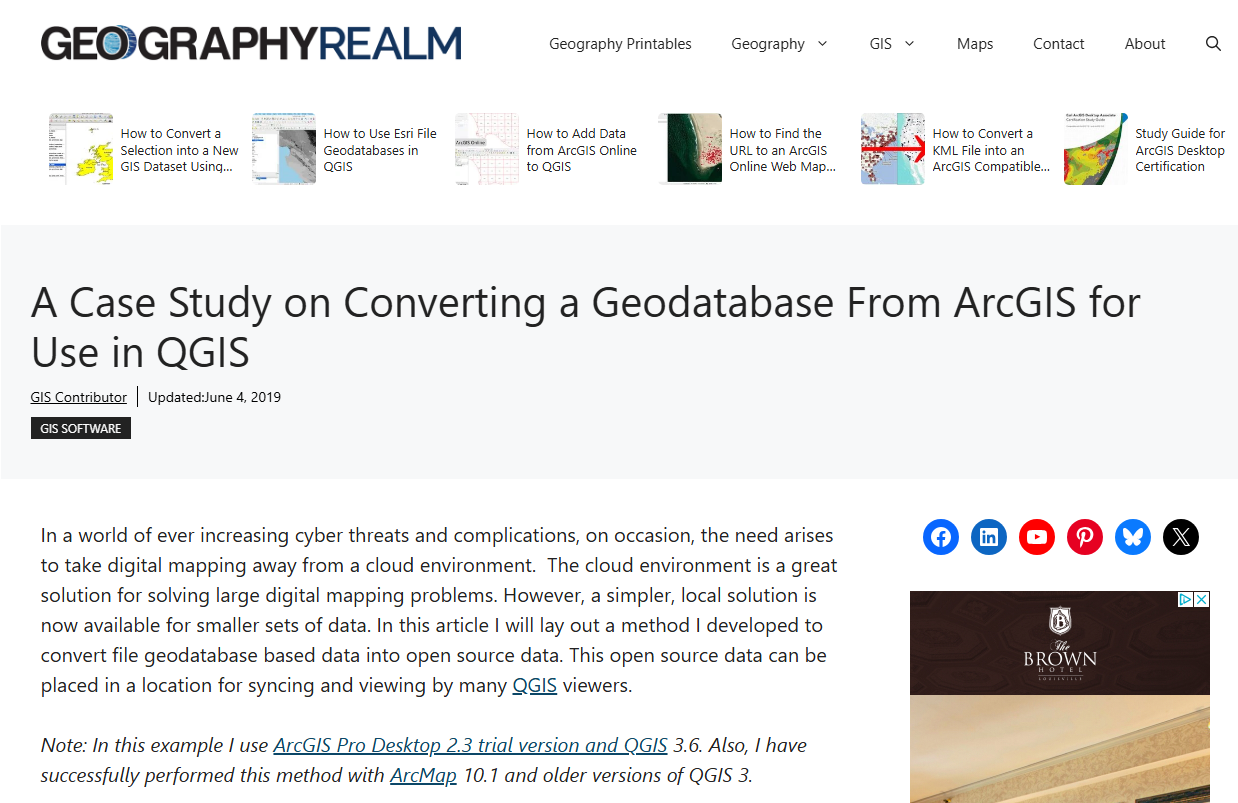 GEOGRAPHYREALM
Geography Printables
Geography
GIS
Maps
Contact
About
How to Convert a
Selection into a New
GIS Dataset Using...
How to Use Esri File
Geodatabases in
QGIS
ArcGIS Online
How to Add Data
from ArcGIS Online
to QGIS
How to Find the
URL to an ArcGIS
Online Web Map...
How to Convert a
KML File into an
ArcGIS Compatible...
Study Guide for
ArcGIS Desktop
Certification
A Case Study on Converting a Geodatabase From ArcGIS for
Use in QGIS
GIS Contributor
Updated:June 4, 2019
GIS SOFTWARE
In a world of ever increasing cyber threats and complications, on occasion, the need arises
to take digital mapping away from a cloud environment.  The cloud environment is a great
solution for solving large digital mapping problems. However, a simpler, local solution is
now available for smaller sets of data. In this article I will lay out a method I developed to
convert file geodatabase based data into open source data. This open source data can be
placed in a location for syncing and viewing by many QGIS viewers.
Note: In this example I use ArcGIS Pro Desktop 2.3 trial version and QGIS 3.6. Also, I have
successfully performed this method with ArcMap 10.1 and older versions of QGIS 3.
B
The
BROWN
HOTEL
LOUISVILLE